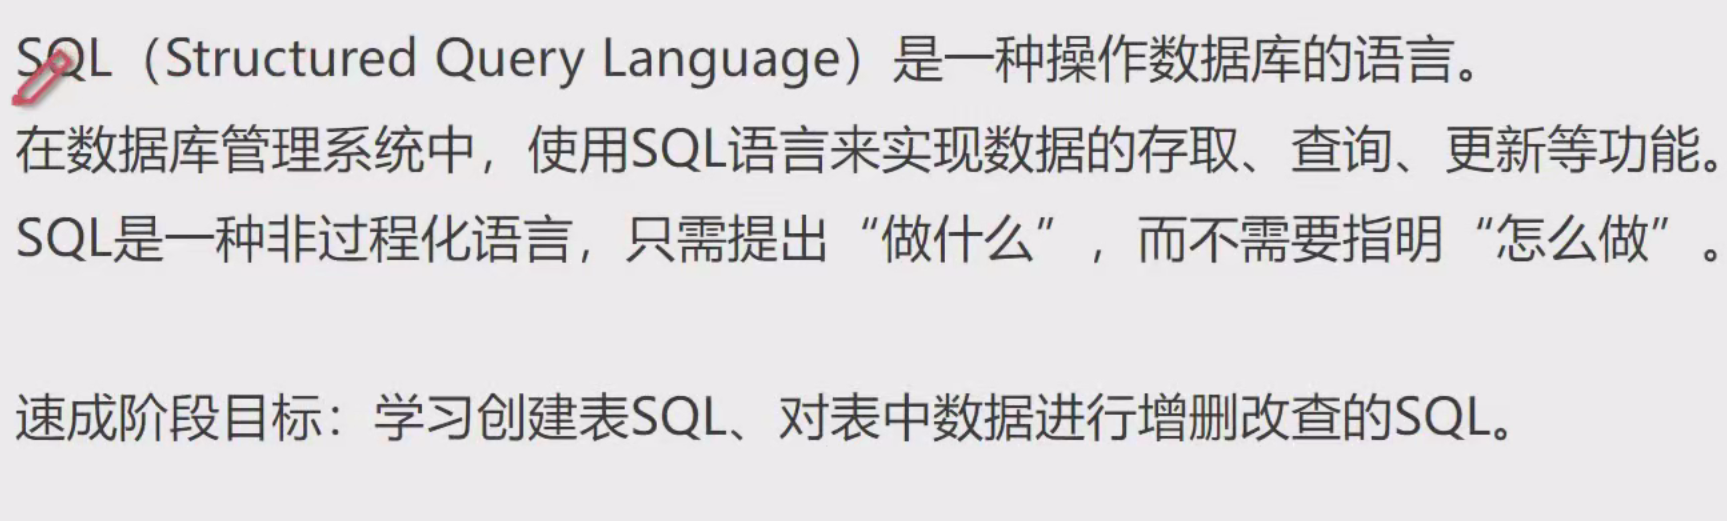 SQL（Structured Query Language）是一种操作数据库的语言。
在数据库管理系统中，使用SQL语言来实现数据的存取、查询、更新等功能。
SQL是一种非过程化语言，只需提出“做什么”，而不需要指明“怎么做”。
速成阶段目标：学习创建表SQL、对表中数据进行增删改查的SQL。